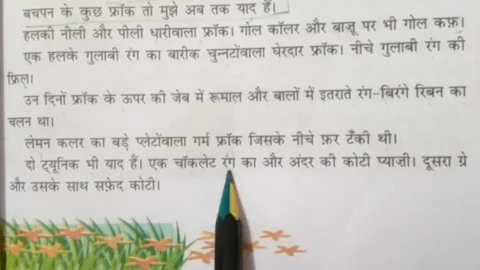 बचपन के कुछ फ्रॉक तो मुझे अब तक याद हैं।
हलकी नीली और पीली धारीवाला फ्रॉक। गोल कॉलर और बाजू पर भी गोल कफ़।
एक हलके गुलाबी रंग का बारीक चुन्नटोंवाला घेरदार फ्रॉक। नीचे गुलाबी रंग की
फ्रिल।
उन दिनों फ्रॉक के ऊपर की जेब में रूमाल और बालों में इतराते रंग-बिरंगे रिबन का
चलन था।
लेमन कलर का बड़े प्लेटोंवाला गर्म फ्रॉक जिसके नीचे फ़र टँकी थी।
दो ट्यूनिक भी याद हैं। एक चॉकलेट रंग का और अंदर की कोटी प्याज़ी। दूसरा ग्रे
और उसके साथ सफ़ेद कोटी।